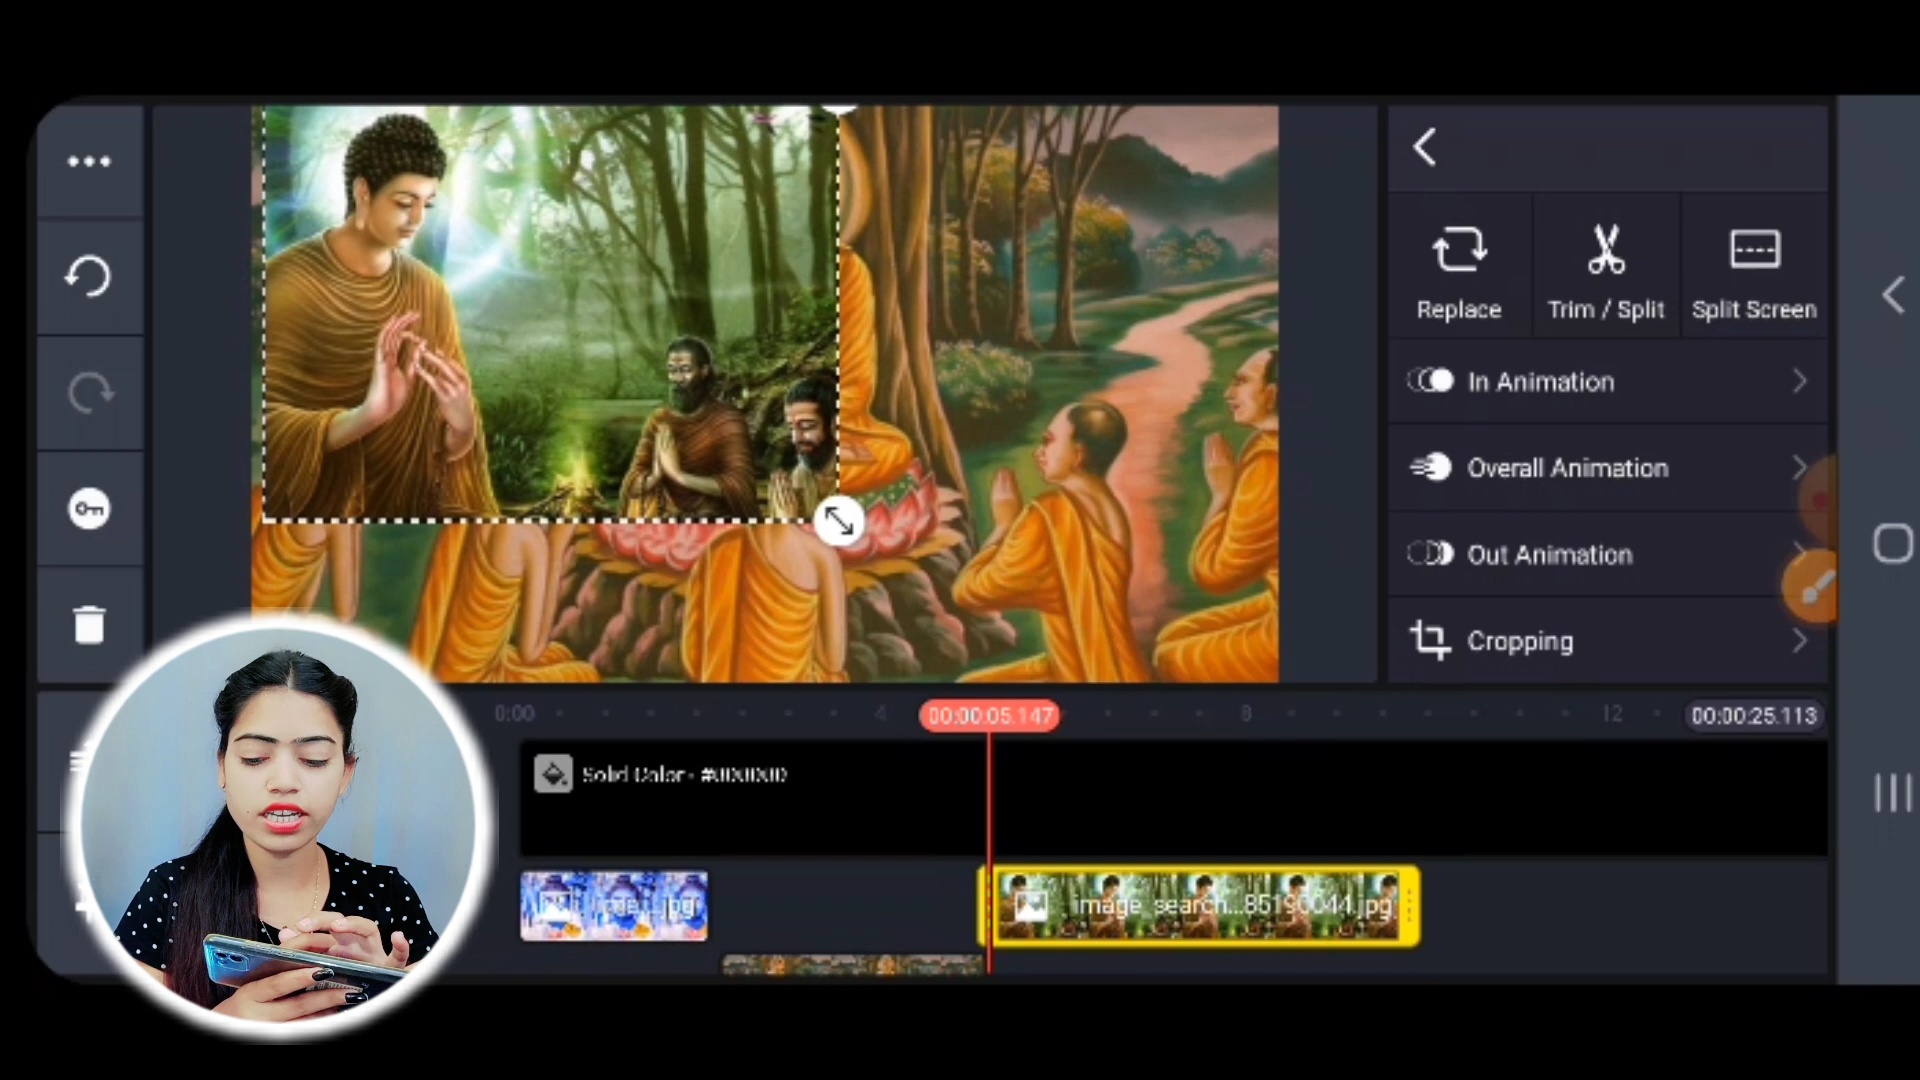 Replace
Trim / Split
Split Screen
In Animation
Overall Animation
Out Animation
Cropping
0:00
4
00:00:05.147
8
12
00:00:25.113
Solid Color - #000000
image_search...85190044.jpg